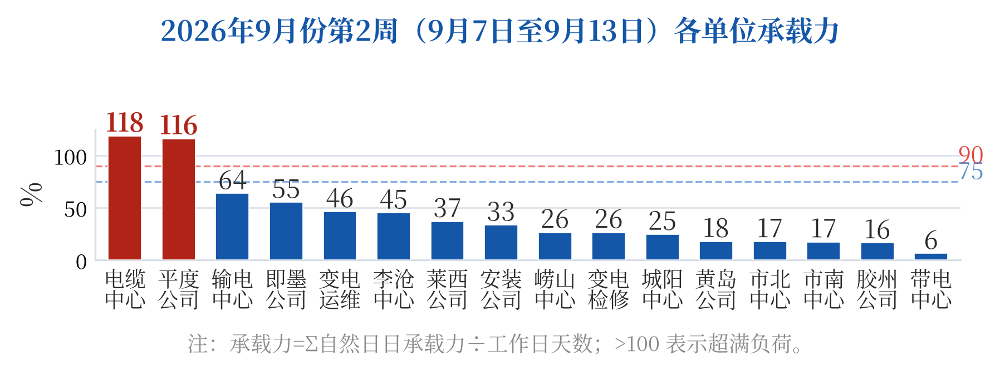 2026年9月份第2周（9月7日至9月13日）各单位承载力
%
100
50
0
90
75
118
116
64
55
46
45
37
33
26
26
25
18
17
17
16
6
电缆中心
平度公司
输电中心
即墨公司
变电运维
李沧中心
莱西公司
安装公司
崂山中心
变电检修
城阳中心
黄岛公司
市北中心
市南中心
胶州公司
带电中心
注：承载力=Σ自然日日承载力÷工作日天数；>100 表示超满负荷。